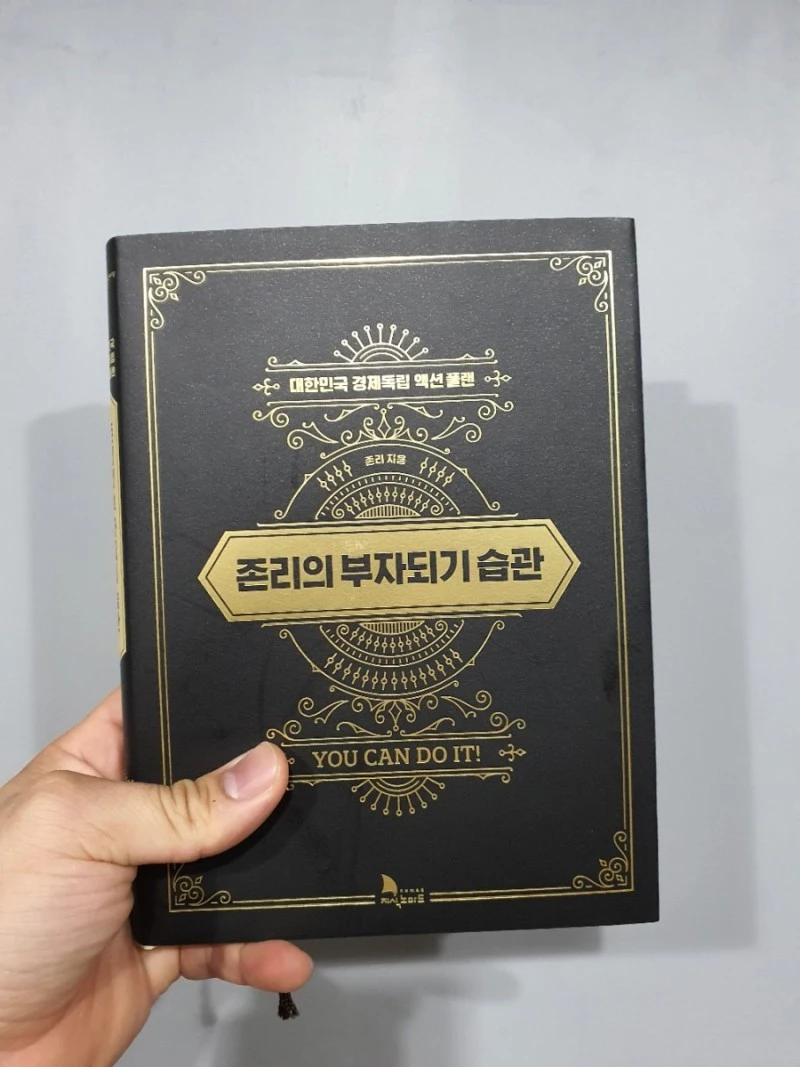 대한민국 경제독립 액션 플랜
존리 지음
존리의 부자되기 습관
YOU CAN DO IT!
지식노마드